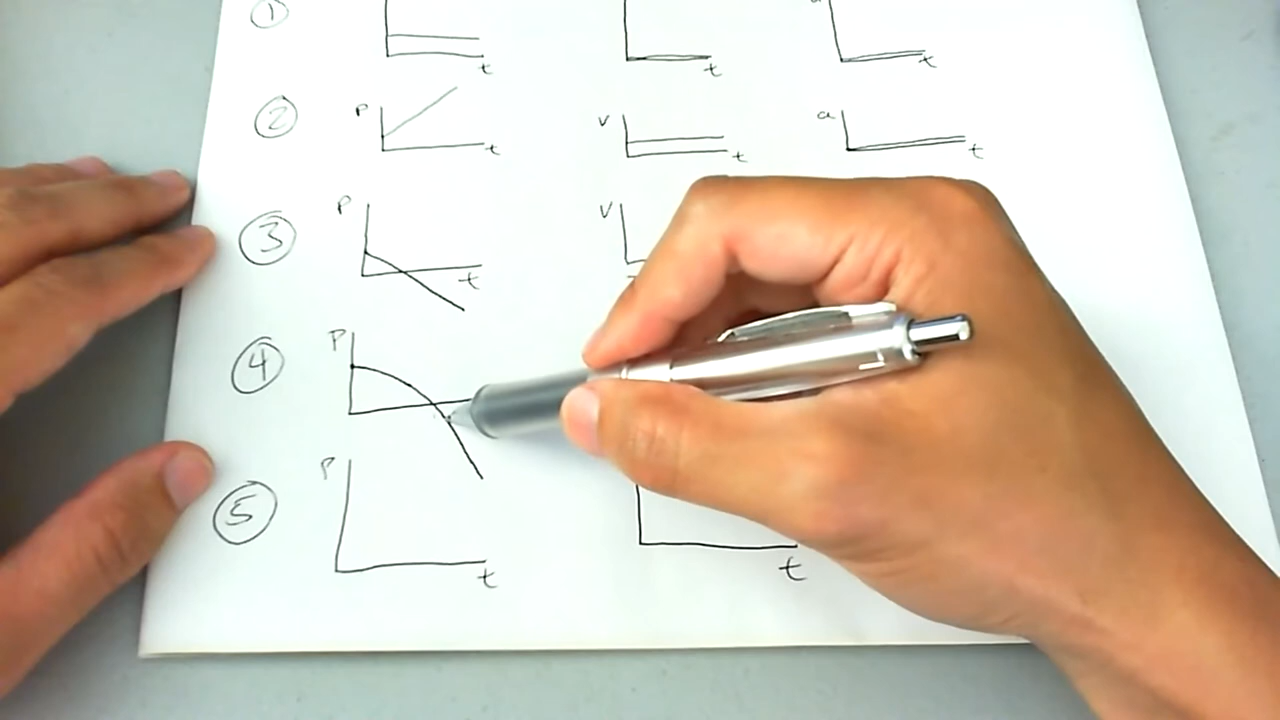 1
t t a t
2 P t v t a t
3 P t v
4 P
5 P t t